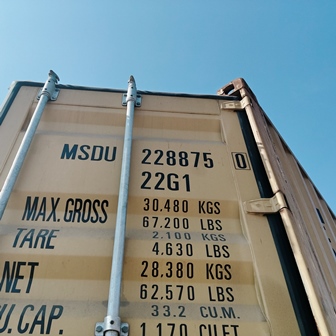 MSDU 228875 0
22G1
MAX. GROSS 30.480 KGS
67.200 LBS
TARE 2.100 KGS
4.630 LBS
NET 28.380 KGS
62.570 LBS
U. CAP. 33.2 CU.M.
1.170 CU.FT.